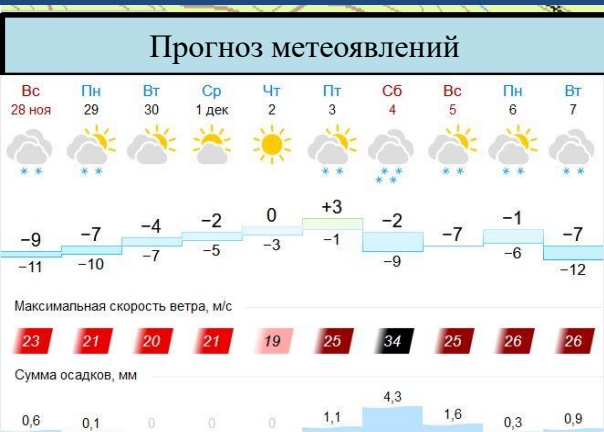 Прогноз метеоявлений
Вс Пн Вт Ср Чт Пт Сб Вс Пн Вт
28 ноя 29 30 1 дек 2 3 4 5 6 7
−9 −7 −4 −2 0 +3 −2 −7 −1 −7
−11 −10 −7 −5 −3 −1 −9 −6 −12
Максимальная скорость ветра, м/с
23 21 20 21 19 25 34 25 26 26
Сумма осадков, мм
0,6 0,1 0 0 0 1,1 4,3 1,6 0,3 0,9